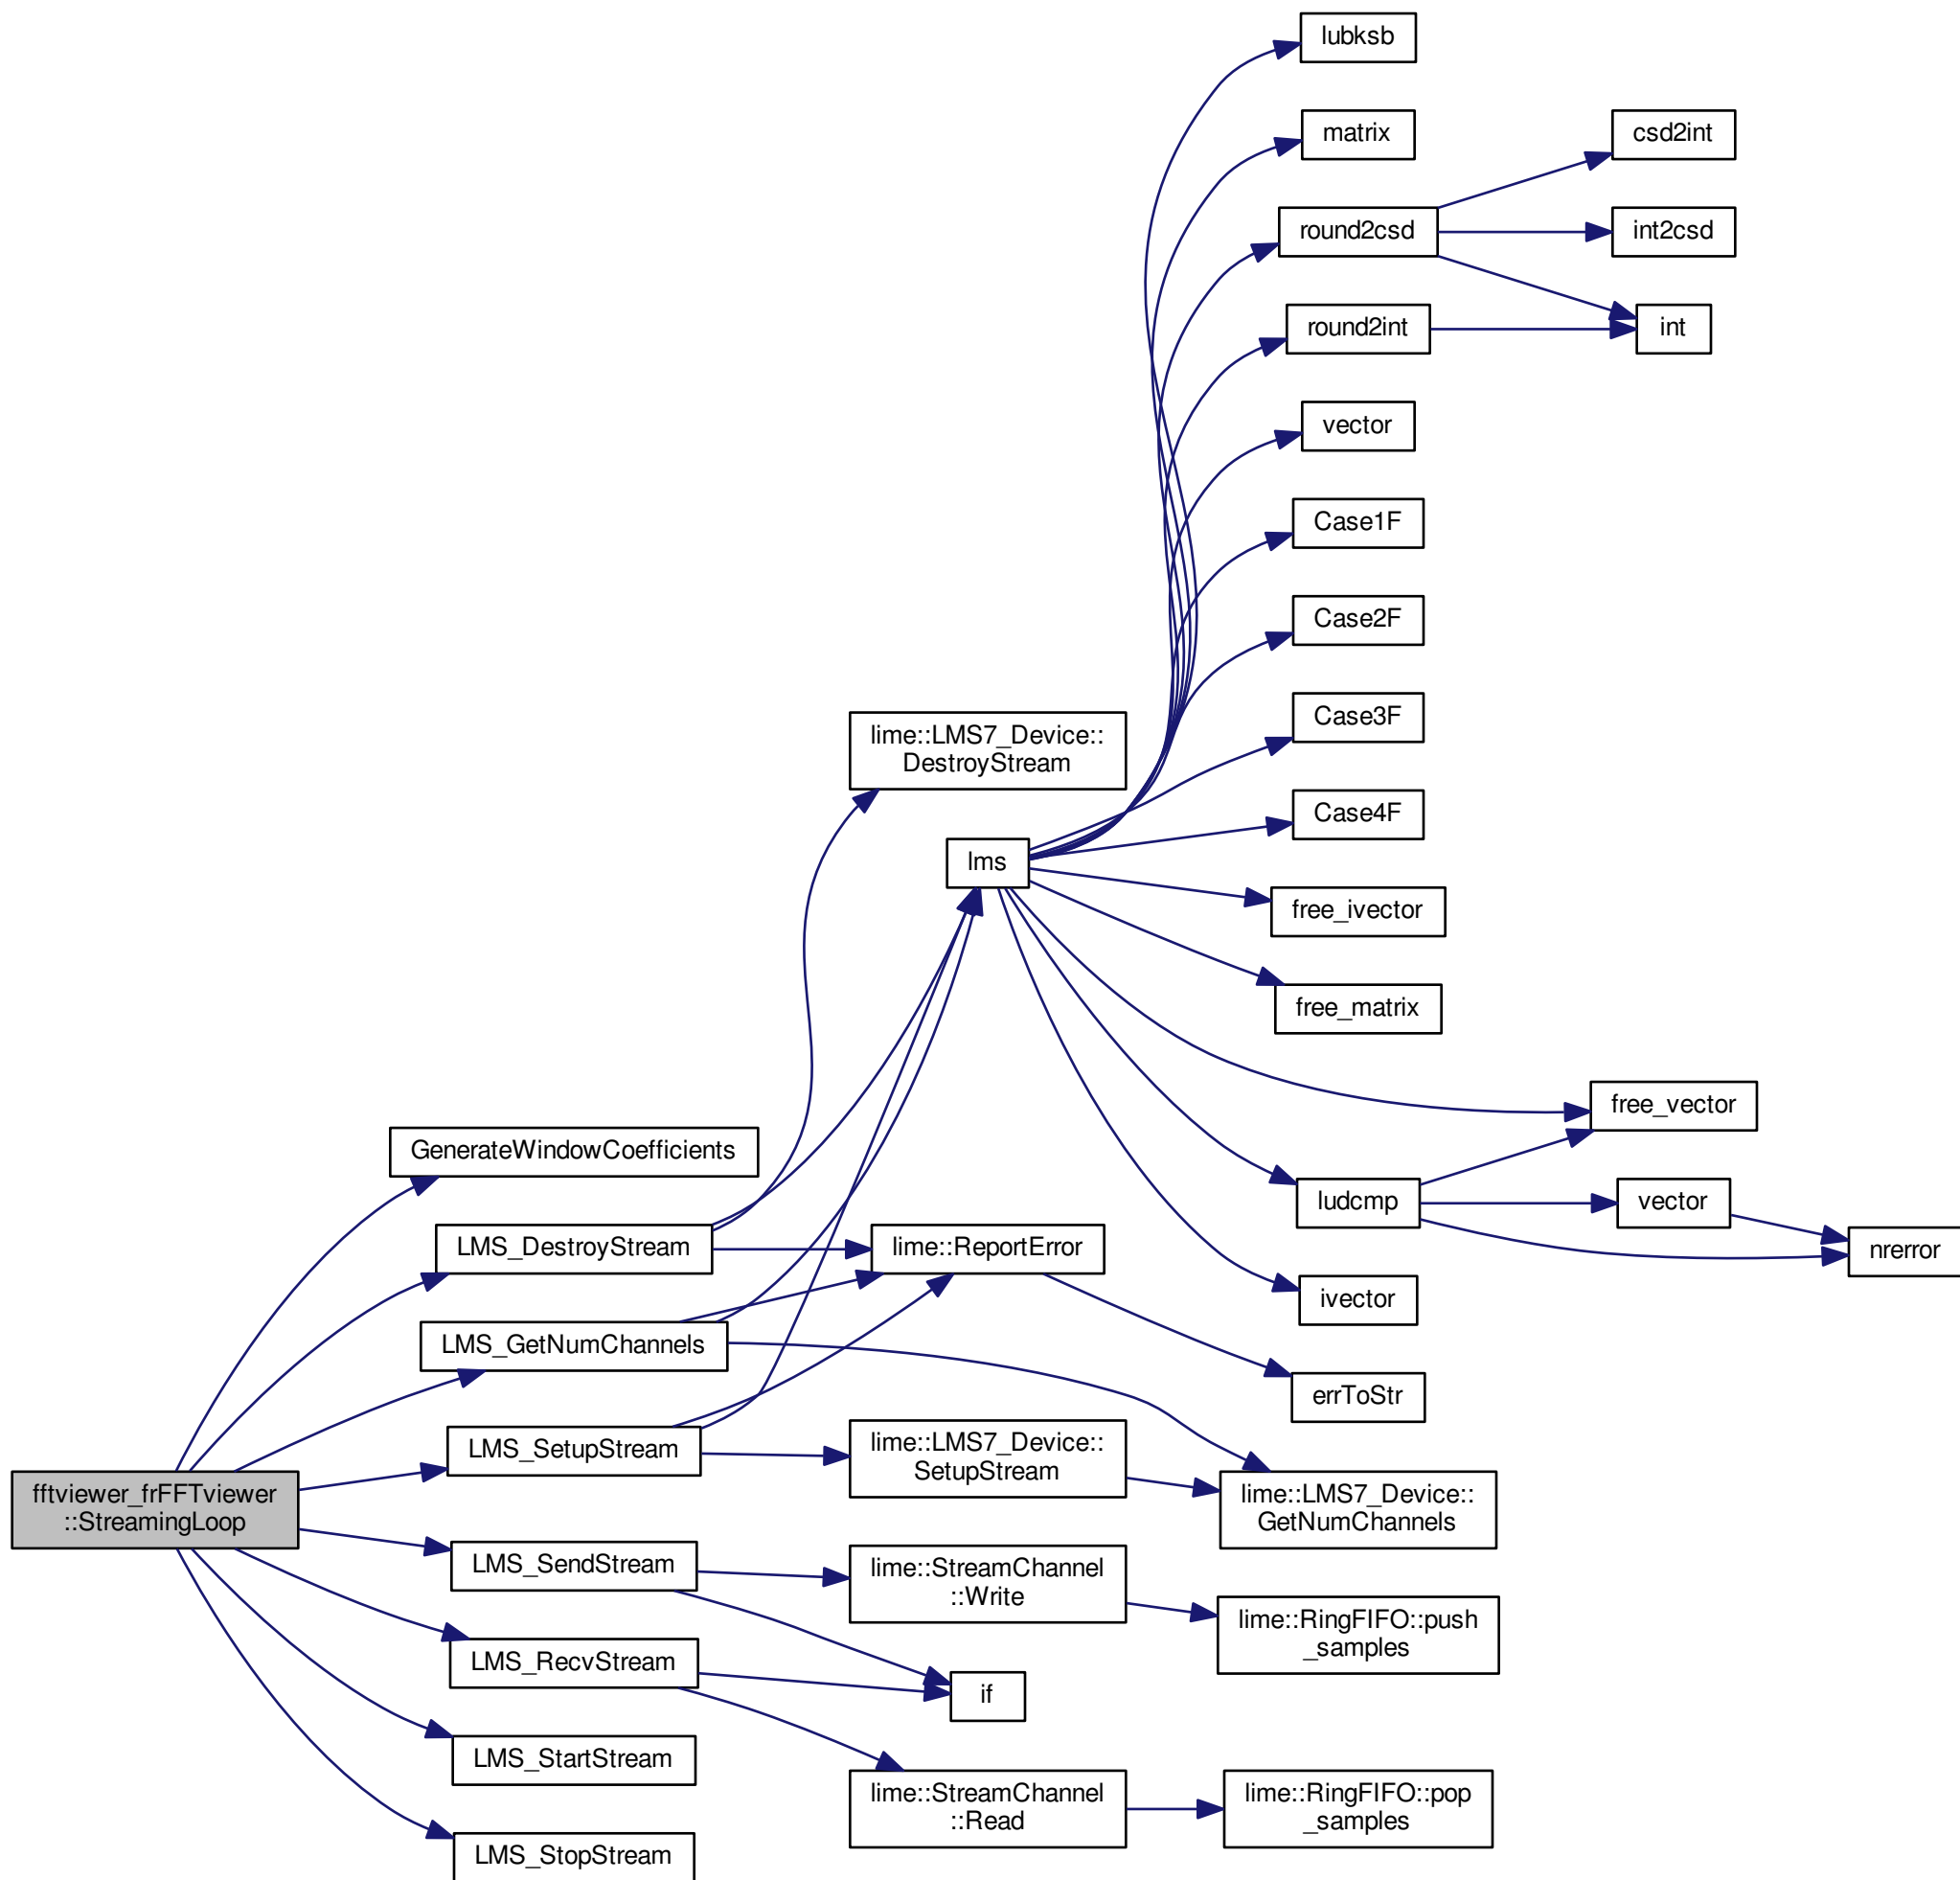 lubksb
matrix
csd2int
round2csd
int2csd
round2int
int
vector
Case1F
Case2F
Case3F
lime::LMS7_Device::
DestroyStream
Case4F
lms
free_ivector
free_matrix
free_vector
GenerateWindowCoefficients
ludcmp
vector
LMS_DestroyStream
lime::ReportError
nrerror
ivector
LMS_GetNumChannels
errToStr
LMS_SetupStream
lime::LMS7_Device::
SetupStream
fftviewer_frFFTviewer
::StreamingLoop
lime::LMS7_Device::
GetNumChannels
LMS_SendStream
lime::StreamChannel
::Write
lime::RingFIFO::push
_samples
LMS_RecvStream
if
LMS_StartStream
lime::StreamChannel
::Read
lime::RingFIFO::pop
_samples
LMS_StopStream